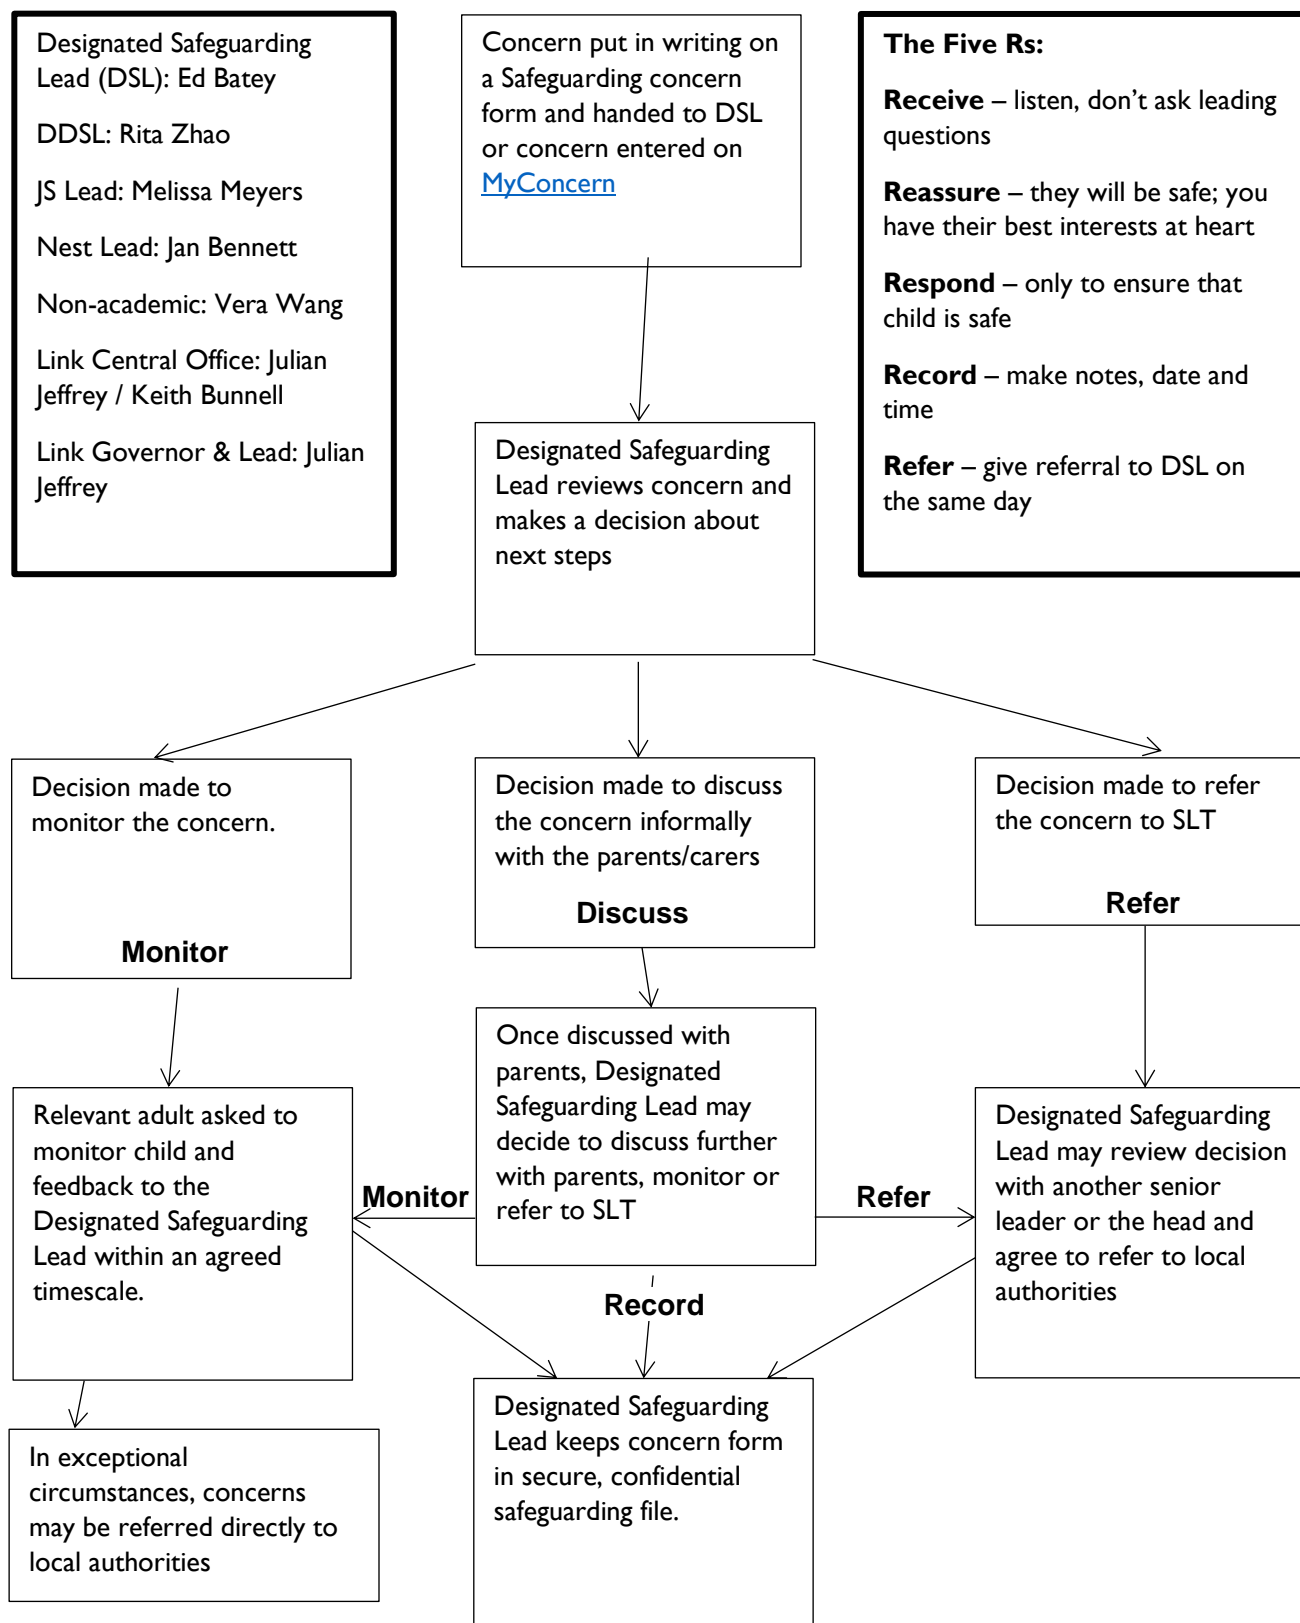 Designated Safeguarding
Lead (DSL): Ed Batey
DDSL: Rita Zhao
JS Lead: Melissa Meyers
Nest Lead: Jan Bennett
Non-academic: Vera Wang
Link Central Office: Julian
Jeffrey / Keith Bunnell
Link Governor & Lead: Julian
Jeffrey
Concern put in writing on
a Safeguarding concern
form and handed to DSL
or concern entered on
MyConcern
The Five Rs:
Receive – listen, don’t ask leading
questions
Reassure – they will be safe; you
have their best interests at heart
Respond – only to ensure that
child is safe
Record – make notes, date and
time
Refer – give referral to DSL on
the same day
Designated Safeguarding
Lead reviews concern and
makes a decision about
next steps
Decision made to
monitor the concern.
Monitor
Decision made to discuss
the concern informally
with the parents/carers
Discuss
Decision made to refer
the concern to SLT
Refer
Relevant adult asked to
monitor child and
feedback to the
Designated Safeguarding
Lead within an agreed
timescale.
Monitor
Once discussed with
parents, Designated
Safeguarding Lead may
decide to discuss further
with parents, monitor or
refer to SLT
Refer
Designated Safeguarding
Lead may review decision
with another senior
leader or the head and
agree to refer to local
authorities
Record
In exceptional
circumstances, concerns
may be referred directly to
local authorities
Designated Safeguarding
Lead keeps concern form
in secure, confidential
safeguarding file.